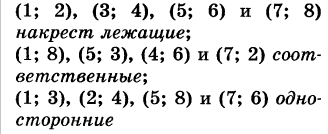 (1; 2), (3; 4), (5; 6) и (7; 8)
накрест лежащие;
(1; 8), (5; 3), (4; 6) и (7; 2) соот-
ветственные;
(1; 3), (2; 4), (5; 8) и (7; 6) одно-
сторонние